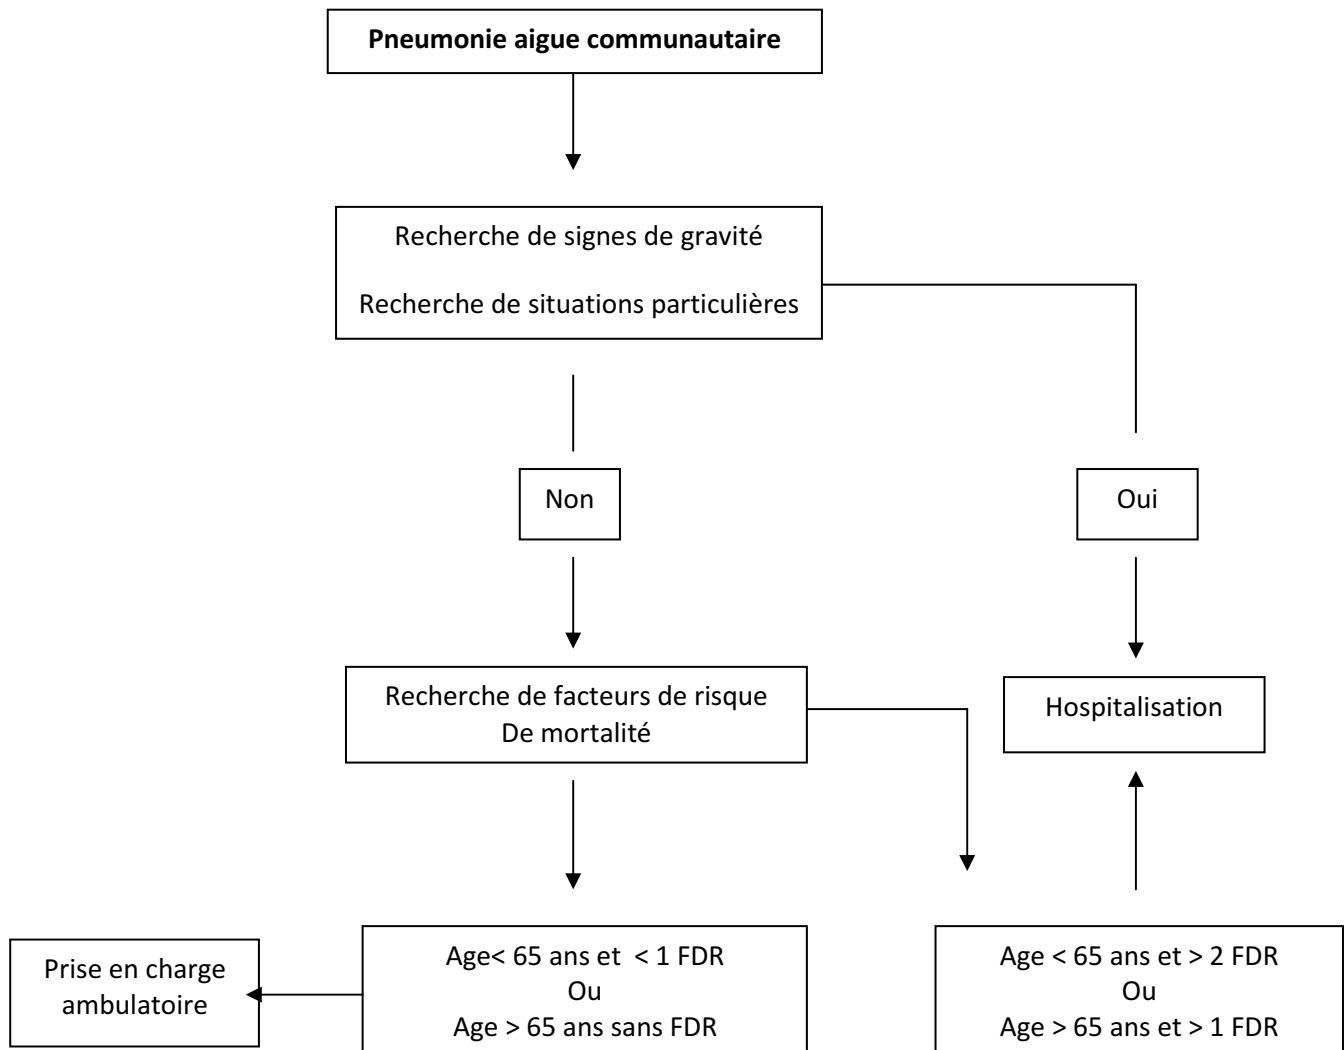 Pneumonie aigue communautaire
Recherche de signes de gravité
Recherche de situations particulières
Non
Oui
Recherche de facteurs de risque
De mortalité
Hospitalisation
Prise en charge
ambulatoire
Age< 65 ans et < 1 FDR
Ou
Age > 65 ans sans FDR
Age < 65 ans et > 2 FDR
Ou
Age > 65 ans et > 1 FDR